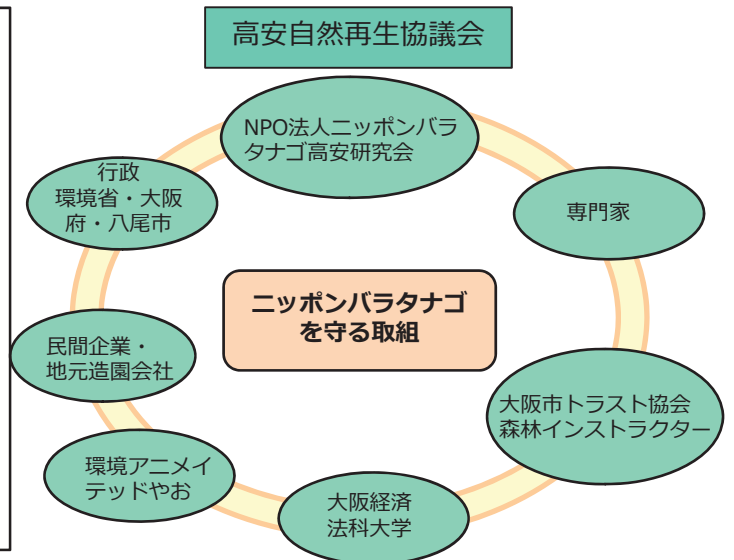 高安自然再生協議会
NPO法人ニッポンバラ
タナゴ高安研究会
行政
環境省・大阪
府・八尾市
専門家
ニッポンバラタナゴ
を守る取組
民間企業・
地元造園会社
大阪市トラスト協会
森林インストラクター
環境アニメイ
テッドやお
大阪経済
法科大学